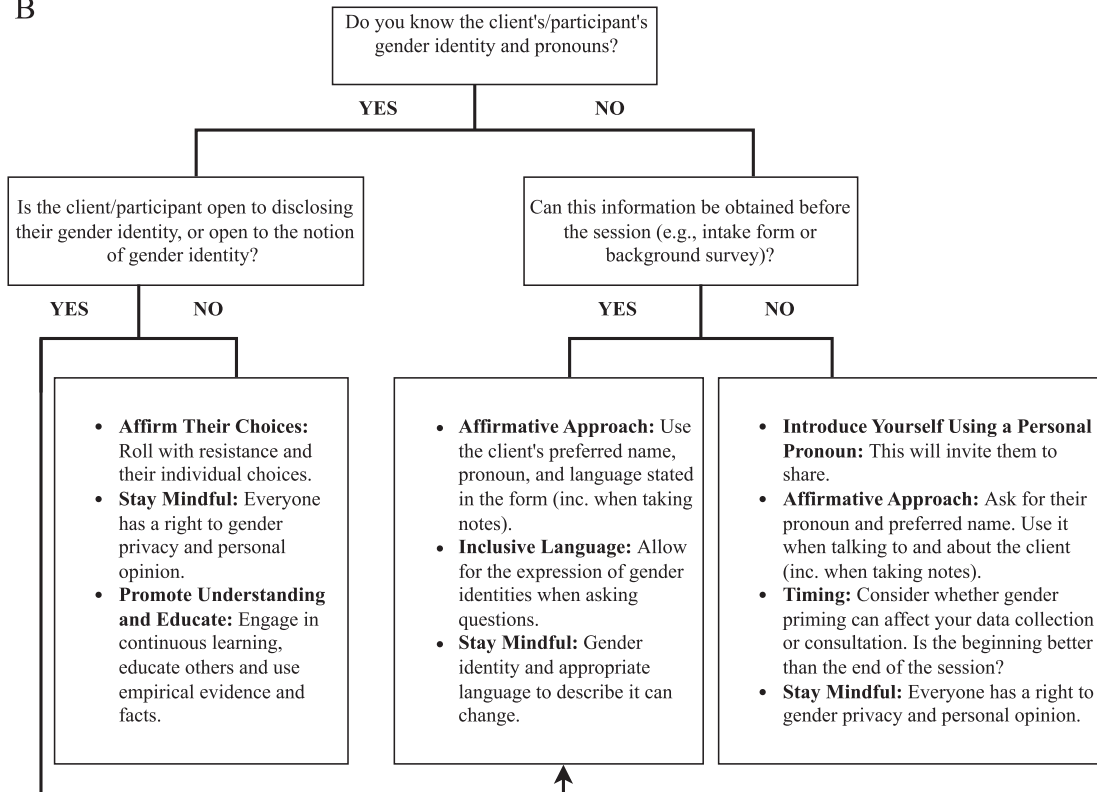 B
Do you know the client's/participant's
gender identity and pronouns?
YES
NO
Is the client/participant open to disclosing
their gender identity, or open to the notion
of gender identity?
Can this information be obtained before
the session (e.g., intake form or
background survey)?
YES
NO
YES
NO
• Affirm Their Choices:
Roll with resistance and
their individual choices.
• Stay Mindful: Everyone
has a right to gender
privacy and personal
opinion.
• Promote Understanding
and Educate: Engage in
continuous learning,
educate others and use
empirical evidence and
facts.
• Affirmative Approach: Use
the client's preferred name,
pronoun, and language stated
in the form (inc. when taking
notes).
• Inclusive Language: Allow
for the expression of gender
identities when asking
questions.
• Stay Mindful: Gender
identity and appropriate
language to describe it can
change.
• Introduce Yourself Using a Personal
Pronoun: This will invite them to
share.
• Affirmative Approach: Ask for their
pronoun and preferred name. Use it
when talking to and about the client
(inc. when taking notes).
• Timing: Consider whether gender
priming can affect your data collection
or consultation. Is the beginning better
than the end of the session?
• Stay Mindful: Everyone has a right to
gender privacy and personal opinion.